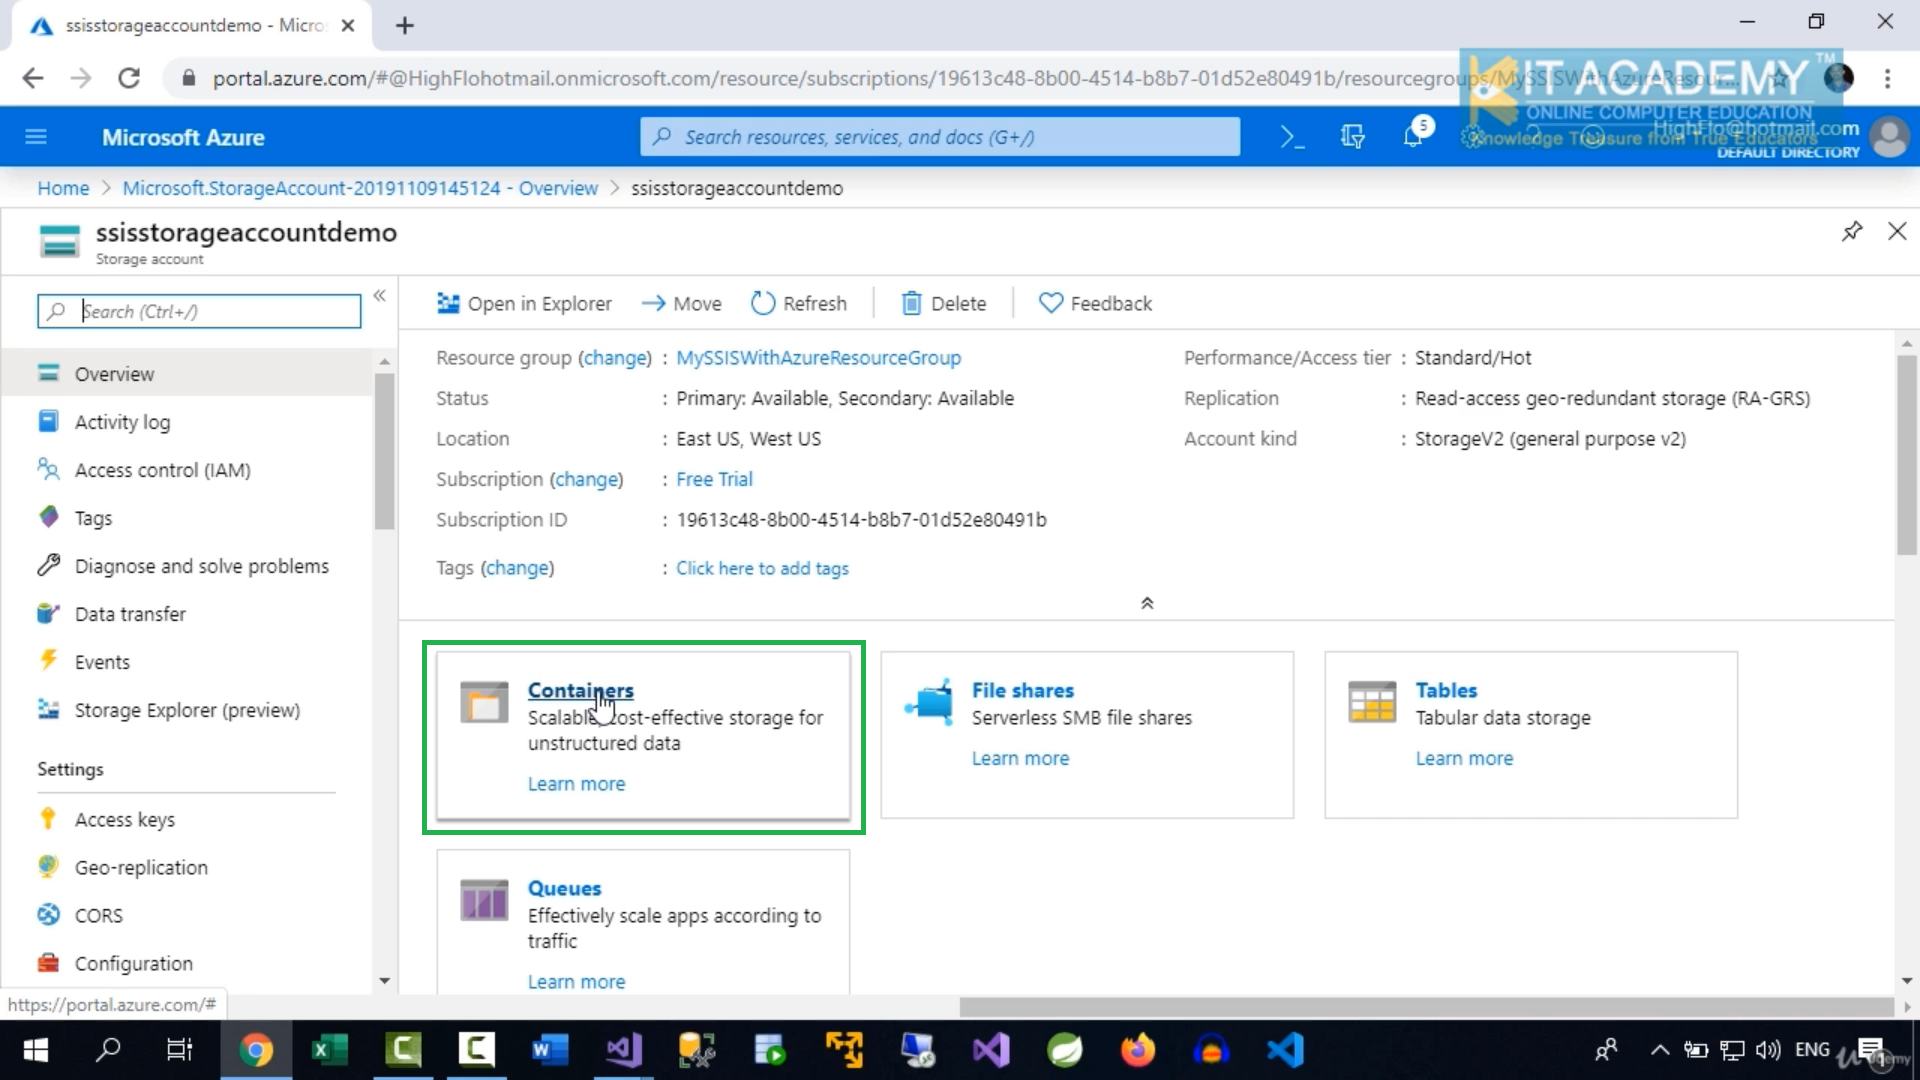 ssisstorageaccountdemo - Micro
portal.azure.com/#@HighFlohotmail.onmicrosoft.com/resource/subscriptions/19613c48-8b00-4514-b8b7-01d52e80491b/resourcegroups/MySSISWithAzureResour...
KIT ACADEMY TM
ONLINE COMPUTER EDUCATION
Knowledge Treasure from True Educators
Microsoft Azure
Search resources, services, and docs (G+/)
5
HighFlo@hotmail.com
DEFAULT DIRECTORY
Home > Microsoft.StorageAccount-20191109145124 - Overview > ssisstorageaccountdemo
ssisstorageaccountdemo
Storage account
Search (Ctrl+/)
Overview
Activity log
Access control (IAM)
Tags
Diagnose and solve problems
Data transfer
Events
Storage Explorer (preview)
Settings
Access keys
Geo-replication
CORS
Configuration
https://portal.azure.com/#
Open in Explorer
Move
Refresh
Delete
Feedback
Resource group (change) : MySSISWithAzureResourceGroup
Status : Primary: Available, Secondary: Available
Location : East US, West US
Subscription (change) : Free Trial
Subscription ID : 19613c48-8b00-4514-b8b7-01d52e80491b
Tags (change) : Click here to add tags
Performance/Access tier : Standard/Hot
Replication : Read-access geo-redundant storage (RA-GRS)
Account kind : StorageV2 (general purpose v2)
Containers
Scalable, cost-effective storage for
unstructured data
Learn more
File shares
Serverless SMB file shares
Learn more
Tables
Tabular data storage
Learn more
Queues
Effectively scale apps according to
traffic
Learn more
ENG
udemy